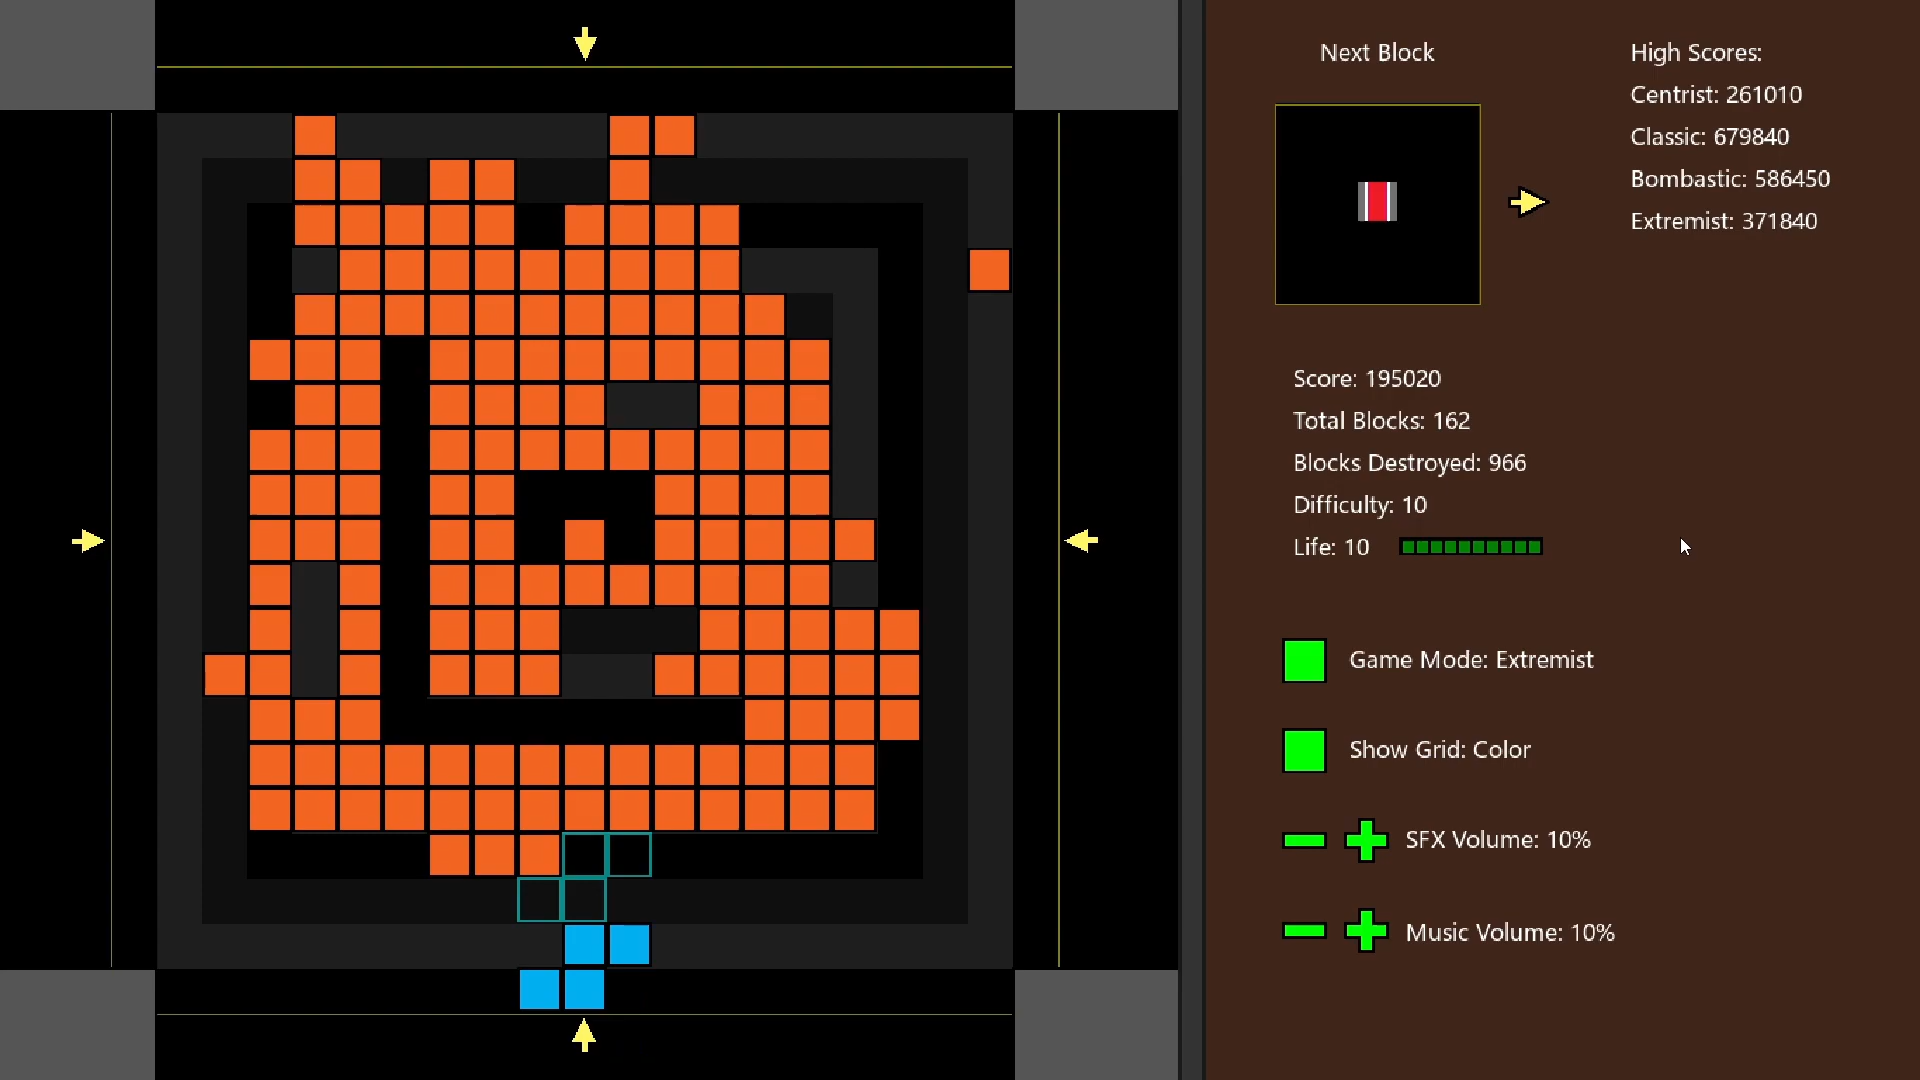 Next Block
High Scores:
Centrist: 261010
Classic: 679840
Bombastic: 586450
Extremist: 371840
Score: 195020
Total Blocks: 162
Blocks Destroyed: 966
Difficulty: 10
Life: 10
Game Mode: Extremist
Show Grid: Color
SFX Volume: 10%
Music Volume: 10%